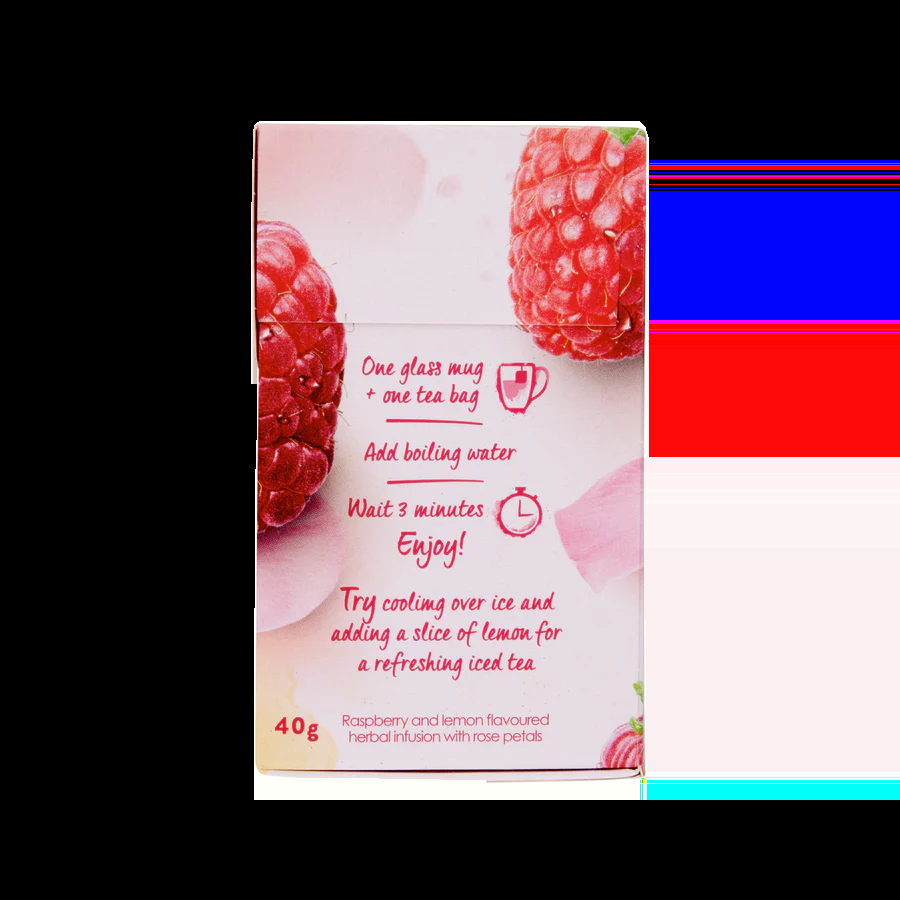 One glass mug
+ one tea bag
Add boiling water
Wait 3 minutes
Enjoy!
Try coolimg over ice and
adding a slice of lemon for
a refreshing iced tea
40g
Raspberry and lemon flavoured
herbal infusion with rose petals